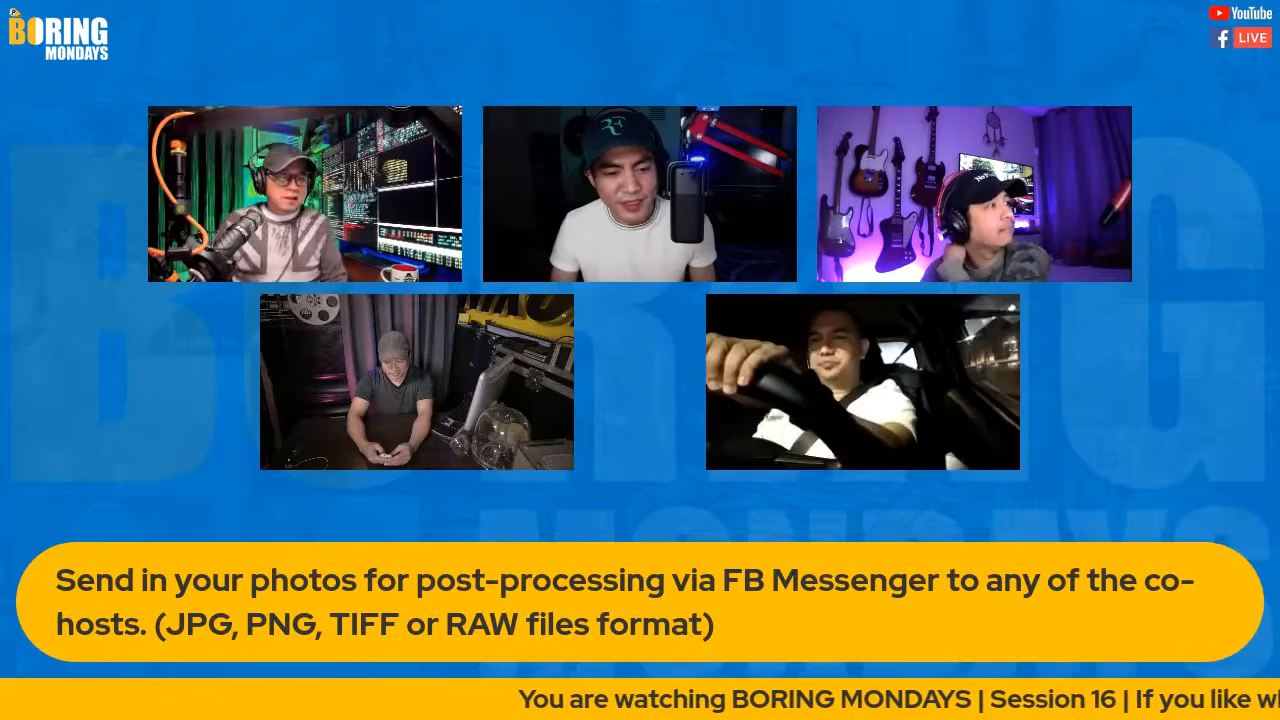 BORING
MONDAYS
YouTube
LIVE
Send in your photos for post-processing via FB Messenger to any of the co-
hosts. (JPG, PNG, TIFF or RAW files format)
You are watching BORING MONDAYS | Session 16 | If you like